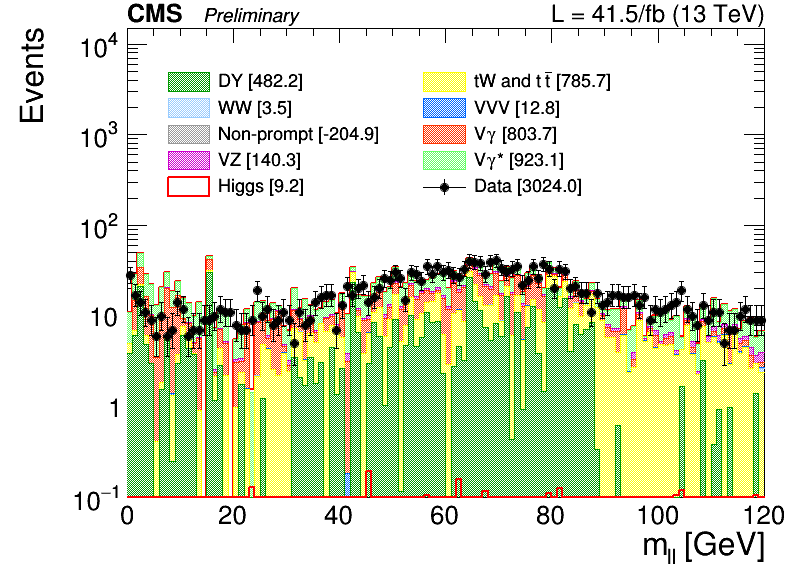 CMS Preliminary L = 41.5/fb (13 TeV)
Events
10⁴
10³
10²
10
1
10⁻¹
DY [482.2]
WW [3.5]
Non-prompt [-204.9]
VZ [140.3]
Higgs [9.2]
tW and tt̄ [785.7]
VVV [12.8]
Vγ [803.7]
Vγ* [923.1]
Data [3024.0]
0 20 40 60 80 100 120
m_ll [GeV]